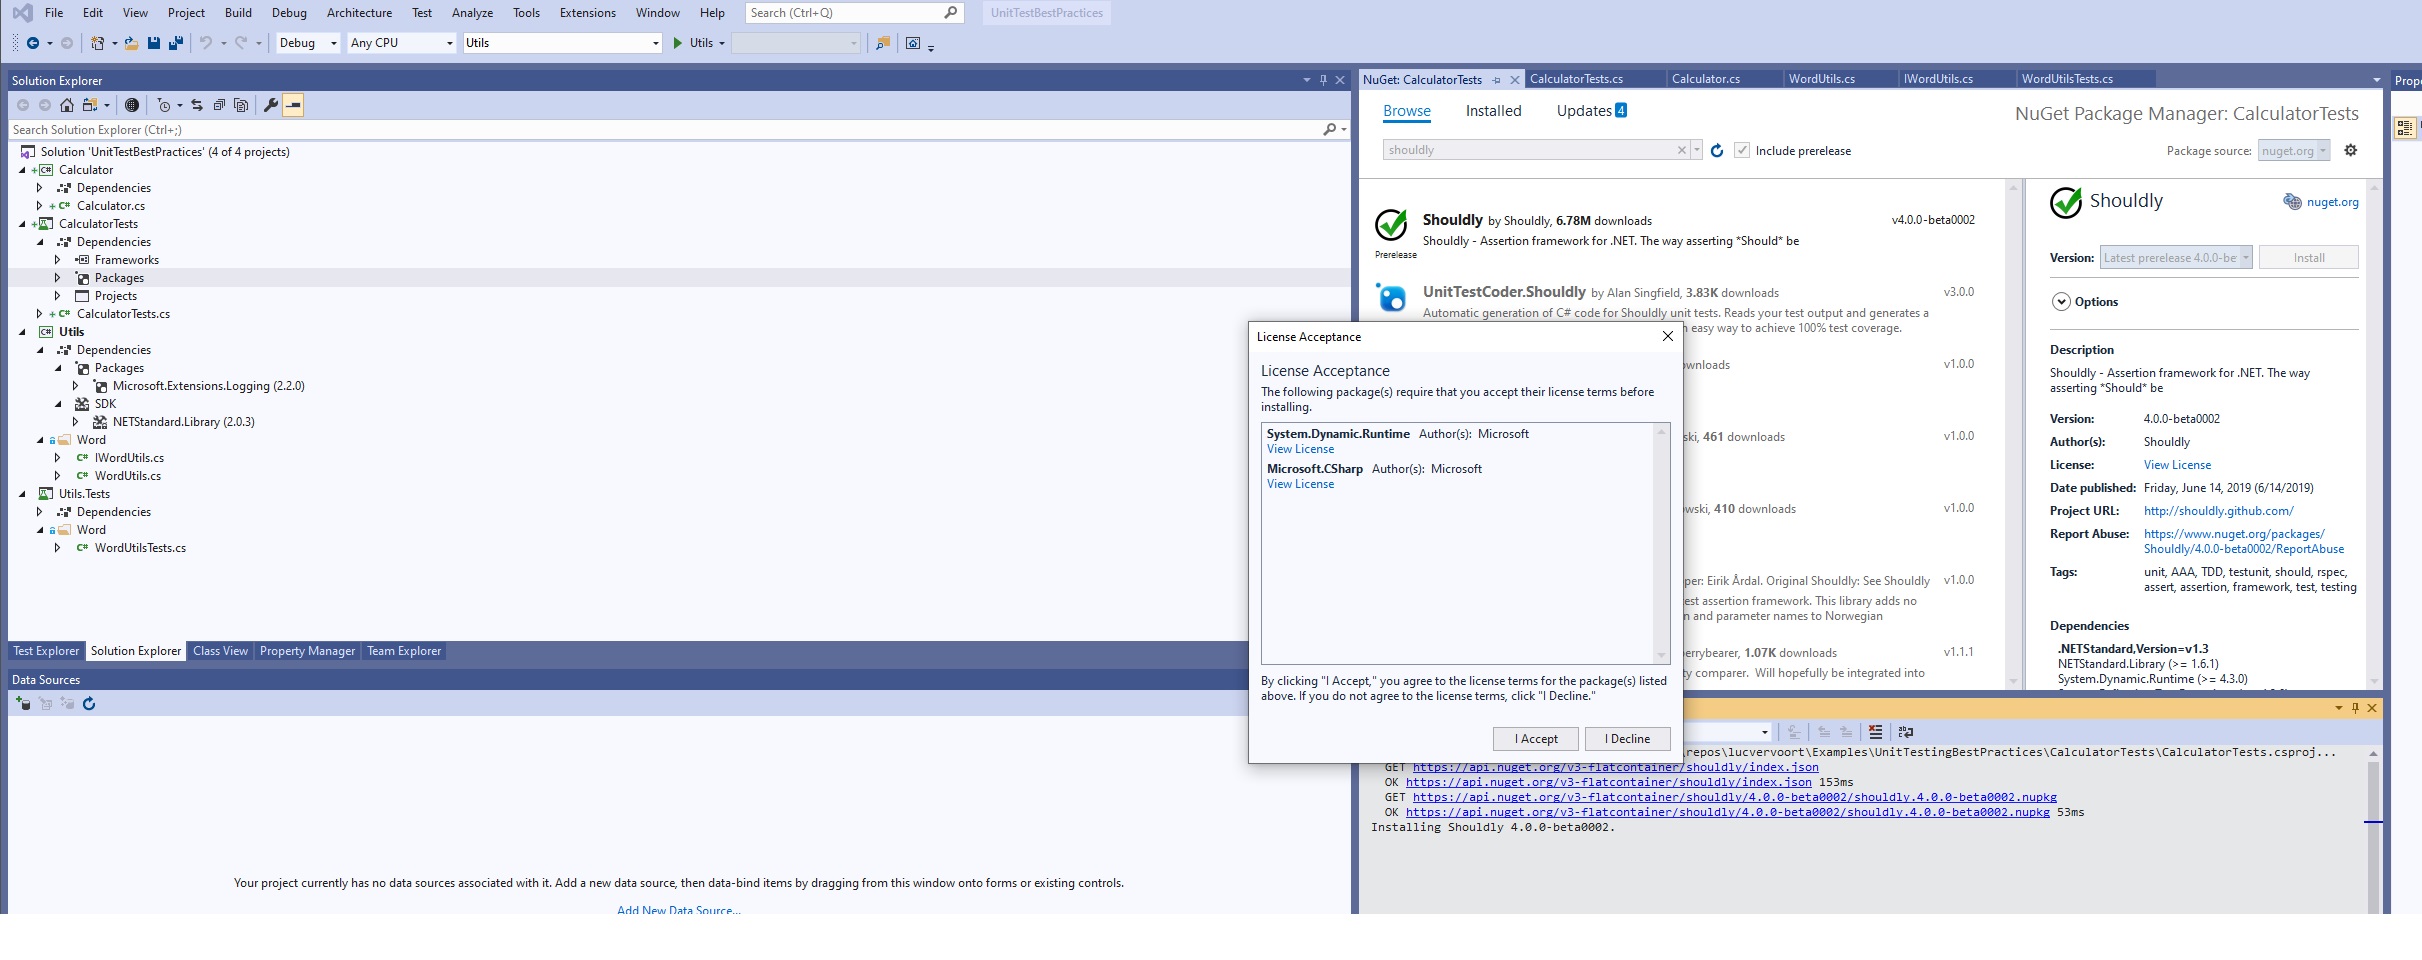 File Edit View Project Build Debug Architecture Test Analyze Tools Extensions Window Help Search (Ctrl+Q) UnitTestBestPractices
Debug Any CPU Utils Utils
Solution Explorer
Search Solution Explorer (Ctrl+;)
Solution 'UnitTestBestPractices' (4 of 4 projects)
Calculator
Dependencies
Calculator.cs
CalculatorTests
Dependencies
Frameworks
Packages
Projects
CalculatorTests.cs
Utils
Dependencies
Packages
Microsoft.Extensions.Logging (2.2.0)
SDK
NETStandard.Library (2.0.3)
Word
IWordUtils.cs
WordUtils.cs
Utils.Tests
Dependencies
Word
WordUtilsTests.cs
Test Explorer Solution Explorer Class View Property Manager Team Explorer
Data Sources
Your project currently has no data sources associated with it. Add a new data source, then data-bind items by dragging from this window onto forms or existing controls.
Add New Data Source...
NuGet: CalculatorTests CalculatorTests.cs Calculator.cs WordUtils.cs IWordUtils.cs WordUtilsTests.cs
Prope
Browse Installed Updates 4
NuGet Package Manager: CalculatorTests
shouldly Include prerelease Package source: nuget.org
Shouldly by Shouldly, 6.78M downloads v4.0.0-beta0002
Shouldly - Assertion framework for .NET. The way asserting *Should* be
Prerelease
UnitTestCoder.Shouldly by Alan Singfield, 3.83K downloads v3.0.0
Automatic generation of C# code for Shouldly unit tests. Reads your test output and generates a
n easy way to achieve 100% test coverage.
wnloads v1.0.0
ski, 461 downloads v1.0.0
wski, 410 downloads v1.0.0
per: Eirik Årdal. Original Shouldly: See Shouldly v1.0.0
est assertion framework. This library adds no
n and parameter names to Norwegian
errybearer, 1.07K downloads v1.1.1
ty comparer. Will hopefully be integrated into
License Acceptance
License Acceptance
The following package(s) require that you accept their license terms before
installing.
System.Dynamic.Runtime Author(s): Microsoft
View License
Microsoft.CSharp Author(s): Microsoft
View License
By clicking "I Accept," you agree to the license terms for the package(s) listed
above. If you do not agree to the license terms, click "I Decline."
I Accept I Decline
Shouldly nuget.org
Version: Latest prerelease 4.0.0-be Install
Options
Description
Shouldly - Assertion framework for .NET. The way
asserting *Should* be
Version: 4.0.0-beta0002
Author(s): Shouldly
License: View License
Date published: Friday, June 14, 2019 (6/14/2019)
Project URL: http://shouldly.github.com/
Report Abuse: https://www.nuget.org/packages/
Shouldly/4.0.0-beta0002/ReportAbuse
Tags: unit, AAA, TDD, testunit, should, rspec,
assert, assertion, framework, test, testing
Dependencies
.NETStandard,Version=v1.3
NETStandard.Library (>= 1.6.1)
System.Dynamic.Runtime (>= 4.3.0)
\repos\lucvervoort\Examples\UnitTestingBestPractices\CalculatorTests\CalculatorTests.csproj...
GET https://api.nuget.org/v3-flatcontainer/shouldly/index.json
OK https://api.nuget.org/v3-flatcontainer/shouldly/index.json 153ms
GET https://api.nuget.org/v3-flatcontainer/shouldly/4.0.0-beta0002/shouldly.4.0.0-beta0002.nupkg
OK https://api.nuget.org/v3-flatcontainer/shouldly/4.0.0-beta0002/shouldly.4.0.0-beta0002.nupkg 53ms
Installing Shouldly 4.0.0-beta0002.